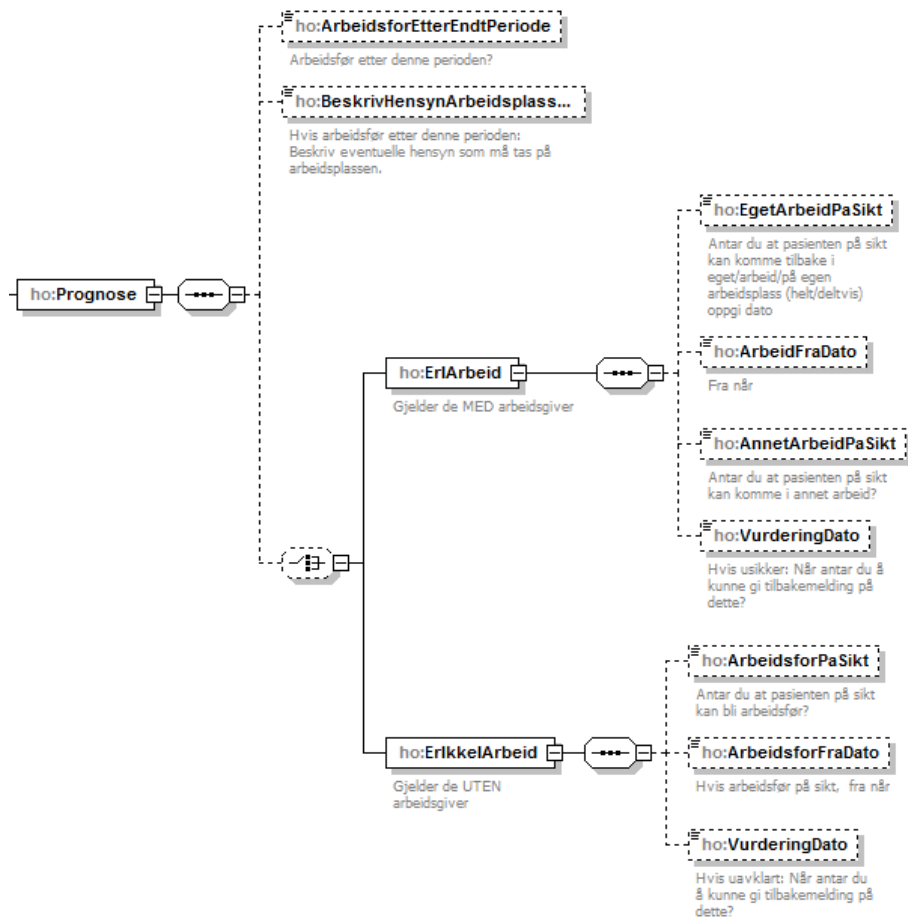 ho:Prognose
ho:ArbeidsforEtterEndtPeriode
Arbeidsfør etter denne perioden?
ho:BeskrivHensynArbeidsplass...
Hvis arbeidsfør etter denne perioden:
Beskriv eventuelle hensyn som må tas på
arbeidsplassen.
ho:ErIArbeid
Gjelder de MED arbeidsgiver
ho:EgetArbeidPaSikt
Antar du at pasienten på sikt
kan komme tilbake i
eget/arbeid/på egen
arbeidsplass (helt/deltvis)
oppgi dato
ho:ArbeidFraDato
Fra når
ho:AnnetArbeidPaSikt
Antar du at pasienten på sikt
kan komme i annet arbeid?
ho:VurderingDato
Hvis usikker: Når antar du å
kunne gi tilbakemelding på
dette?
ho:ErIkkeIArbeid
Gjelder de UTEN
arbeidsgiver
ho:ArbeidsforPaSikt
Antar du at pasienten på sikt
kan bli arbeidsfør?
ho:ArbeidsforFraDato
Hvis arbeidsfør på sikt, fra når
ho:VurderingDato
Hvis uavklart: Når antar du
å kunne gi tilbakemelding på
dette?